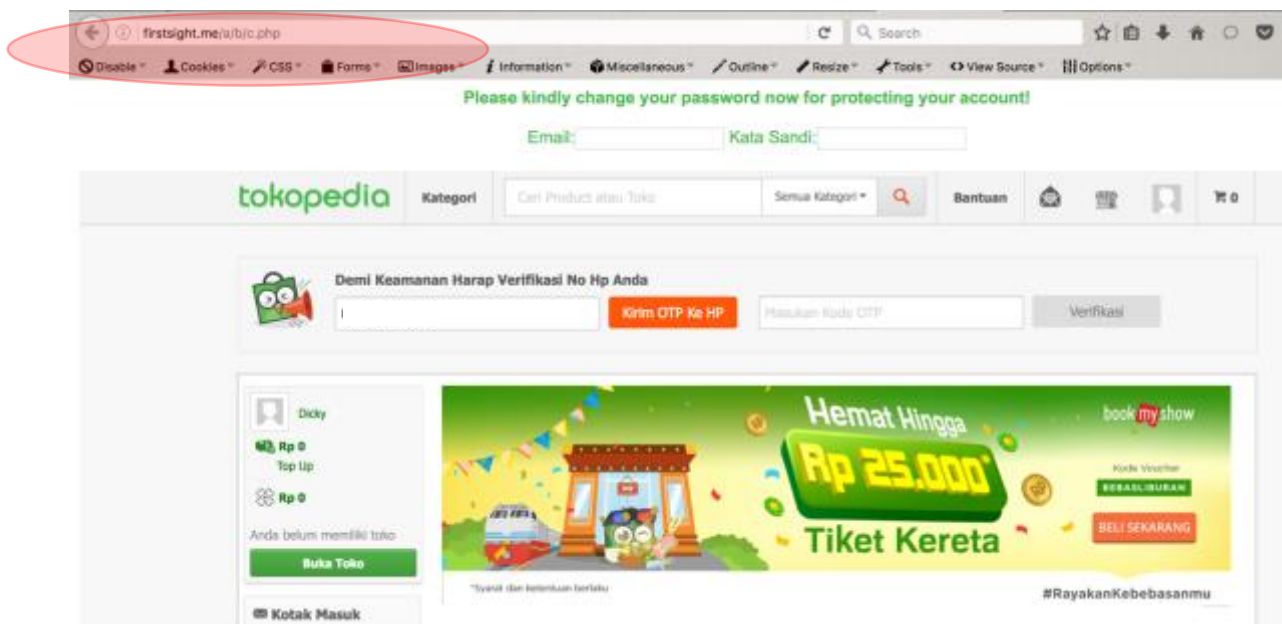 firstsight.me/a/b/c.php
Search
Disable Cookies CSS Forms Images Information Miscellaneous Outline Resize Tools View Source Options
Please kindly change your password now for protecting your account!
Email: Kata Sandi:
tokopedia Kategori Cari Product atau Toko Semua Kategori Bantuan 0
Demi Keamanan Harap Verifikasi No Hp Anda
Kirim OTP Ke HP Masukan Kode OTP Verifikasi
Dicky
Rp 0
Top Up
Rp 0
Anda belum memiliki toko
Buka Toko
Kotak Masuk
Hemat Hingga
Rp 25.000*
Tiket Kereta
bookmyshow
Kode Voucher
BEBASLIBURAN
BELI SEKARANG
*Syarat dan ketentuan berlaku
#RayakanKebebasanmu